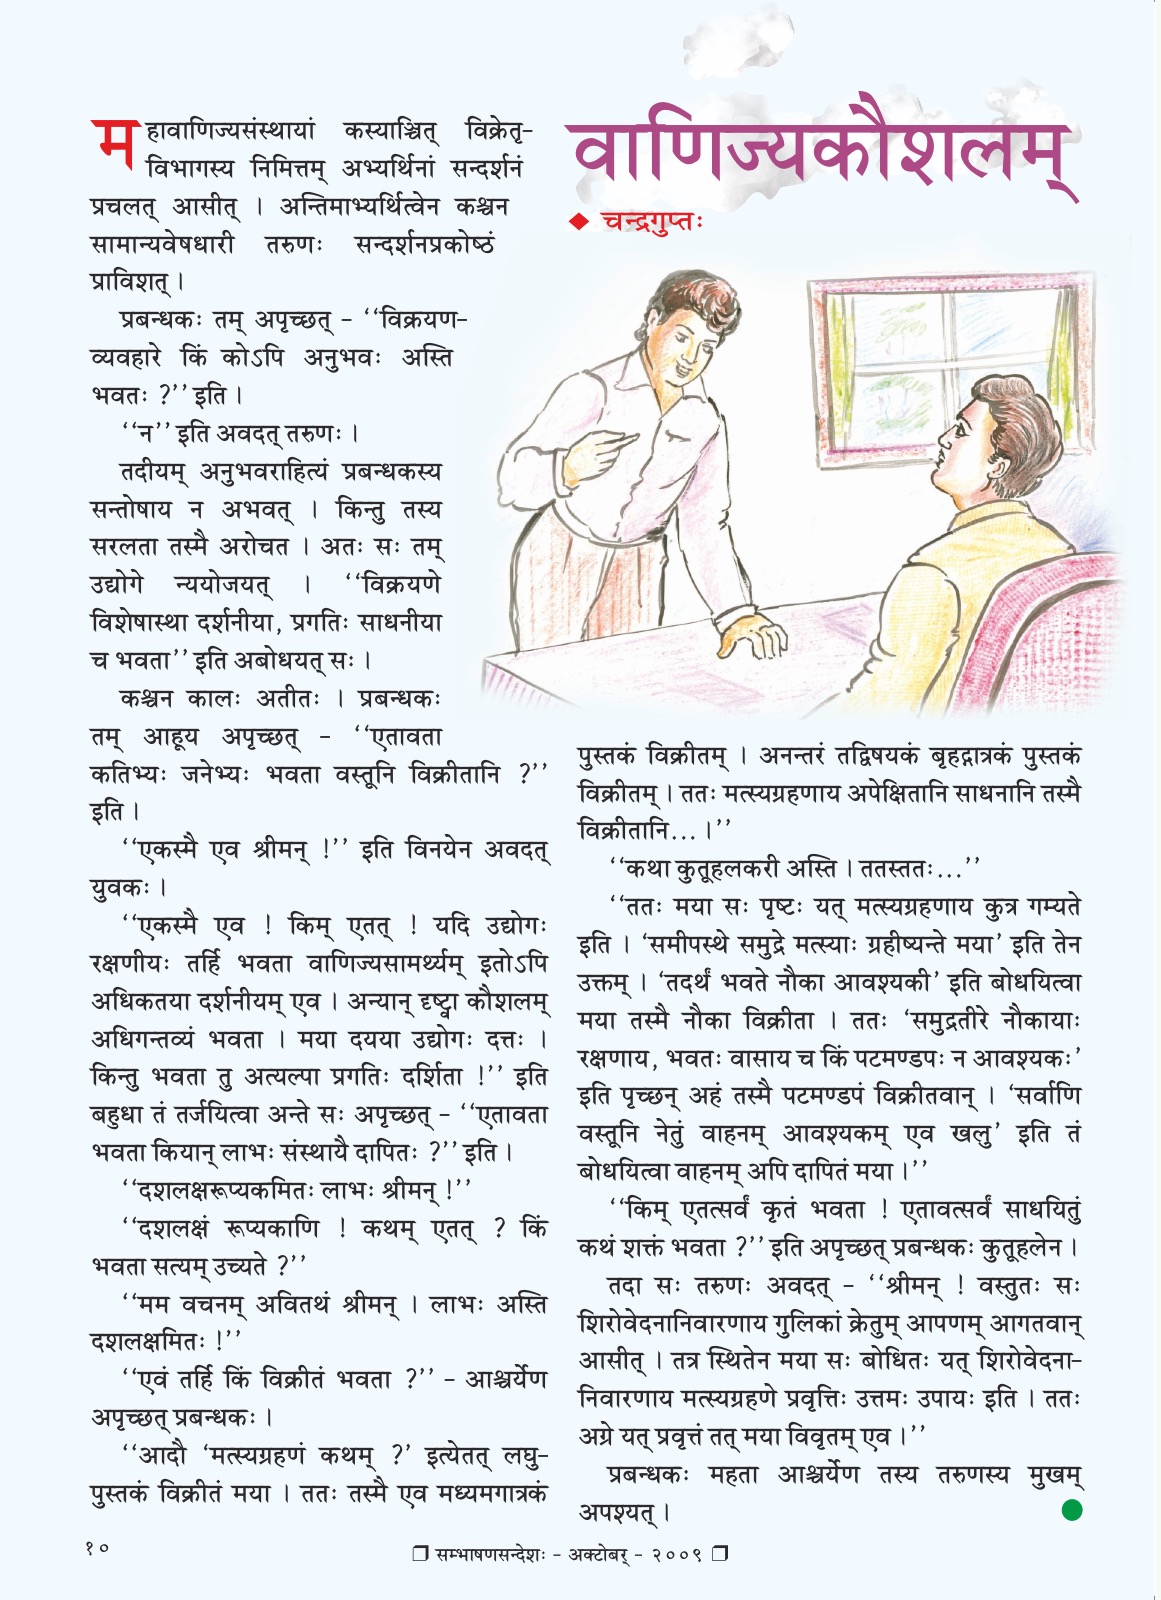 वाणिज्यकौशलम्
◆ चन्द्रगुप्तः
महावाणिज्यसंस्थायां कस्याञ्चित् विक्रेतृ-
विभागस्य निमित्तम् अभ्यर्थिनां सन्दर्शनं
प्रचलत् आसीत् । अन्तिमाभ्यर्थित्वेन कश्चन
सामान्यवेषधारी तरुणः सन्दर्शनप्रकोष्ठं
प्राविशत् ।
प्रबन्धकः तम् अपृच्छत् - ‘‘विक्रयण-
व्यवहारे किं कोऽपि अनुभवः अस्ति
भवतः ?’’ इति ।
‘‘न’’ इति अवदत् तरुणः ।
तदीयम् अनुभवराहित्यं प्रबन्धकस्य
सन्तोषाय न अभवत् । किन्तु तस्य
सरलता तस्मै अरोचत । अतः सः तम्
उद्योगे न्ययोजयत् । ‘‘विक्रयणे
विशेषास्था दर्शनीया, प्रगतिः साधनीया
च भवता’’ इति अबोधयत् सः ।
कश्चन कालः अतीतः । प्रबन्धकः
तम् आहूय अपृच्छत् - ‘‘एतावता
कतिभ्यः जनेभ्यः भवता वस्तूनि विक्रीतानि ?’’
इति ।
‘‘एकस्मै एव श्रीमन् !’’ इति विनयेन अवदत्
युवकः ।
‘‘एकस्मै एव ! किम् एतत् ! यदि उद्योगः
रक्षणीयः तर्हि भवता वाणिज्यसामर्थ्यम् इतोऽपि
अधिकतया दर्शनीयम् एव । अन्यान् दृष्ट्वा कौशलम्
अधिगन्तव्यं भवता । मया दयया उद्योगः दत्तः ।
किन्तु भवता तु अत्यल्पा प्रगतिः दर्शिता !’’ इति
बहुधा तं तर्जयित्वा अन्ते सः अपृच्छत् - ‘‘एतावता
भवता कियान् लाभः संस्थायै दापितः ?’’ इति ।
‘‘दशलक्षरूप्यकमितः लाभः श्रीमन् !’’
‘‘दशलक्षं रूप्यकाणि ! कथम् एतत् ? किं
भवता सत्यम् उच्यते ?’’
‘‘मम वचनम् अवितथं श्रीमन् । लाभः अस्ति
दशलक्षमितः !’’
‘‘एवं तर्हि किं विक्रीतं भवता ?’’ - आश्चर्येण
अपृच्छत् प्रबन्धकः ।
‘‘आदौ ‘मत्स्यग्रहणं कथम् ?’ इत्येतत् लघु-
पुस्तकं विक्रीतं मया । ततः तस्मै एव मध्यमगात्रकं
पुस्तकं विक्रीतम् । अनन्तरं तद्विषयकं बृहद्गात्रकं पुस्तकं
विक्रीतम् । ततः मत्स्यग्रहणाय अपेक्षितानि साधनानि तस्मै
विक्रीतानि... ।’’
‘‘कथा कुतूहलकरी अस्ति । ततस्ततः...’’
‘‘ततः मया सः पृष्टः यत् मत्स्यग्रहणाय कुत्र गम्यते
इति । ‘समीपस्थे समुद्रे मत्स्याः ग्रहीष्यन्ते मया’ इति तेन
उक्तम् । ‘तदर्थं भवते नौका आवश्यकी’ इति बोधयित्वा
मया तस्मै नौका विक्रीता । ततः ‘समुद्रतीरे नौकायाः
रक्षणाय, भवतः वासाय च किं पटमण्डपः न आवश्यकः’
इति पृच्छन् अहं तस्मै पटमण्डपं विक्रीतवान् । ‘सर्वाणि
वस्तूनि नेतुं वाहनम् आवश्यकम् एव खलु’ इति तं
बोधयित्वा वाहनम् अपि दापितं मया ।’’
‘‘किम् एतत्सर्वं कृतं भवता ! एतावत्सर्वं साधयितुं
कथं शक्तं भवता ?’’ इति अपृच्छत् प्रबन्धकः कुतूहलेन ।
तदा सः तरुणः अवदत् - ‘‘श्रीमन् ! वस्तुतः सः
शिरोवेदनानिवारणाय गुलिकां क्रेतुम् आपणम् आगतवान्
आसीत् । तत्र स्थितेन मया सः बोधितः यत् शिरोवेदना-
निवारणाय मत्स्यग्रहणे प्रवृत्तिः उत्तमः उपायः इति । ततः
अग्रे यत् प्रवृत्तं तत् मया विवृतम् एव ।’’
प्रबन्धकः महता आश्चर्येण तस्य तरुणस्य मुखम्
अपश्यत् ।
१०
❐ सम्भाषणसन्देशः - अक्टोबर् - २००९ ❐